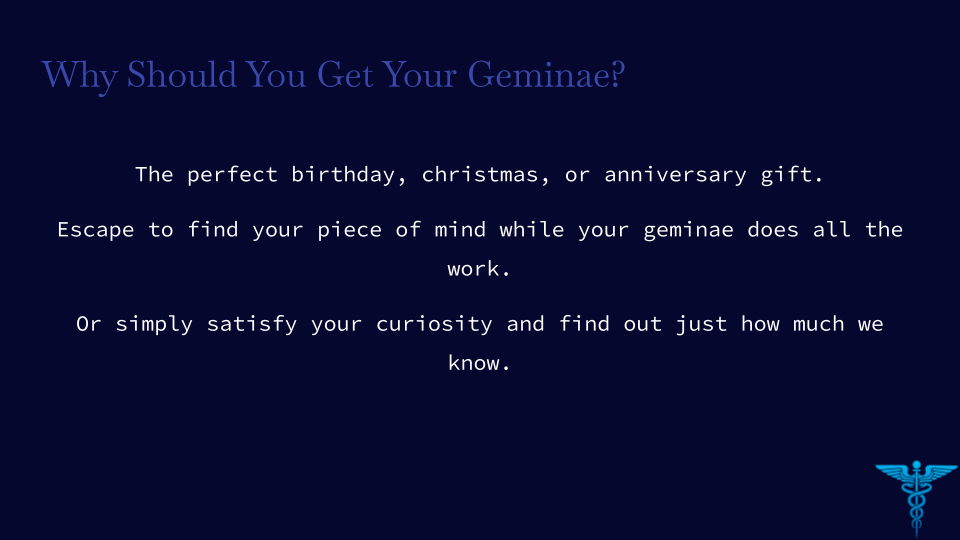 Why Should You Get Your Geminae?
The perfect birthday, christmas, or anniversary gift.
Escape to find your piece of mind while your geminae does all the
work.
Or simply satisfy your curiosity and find out just how much we
know.